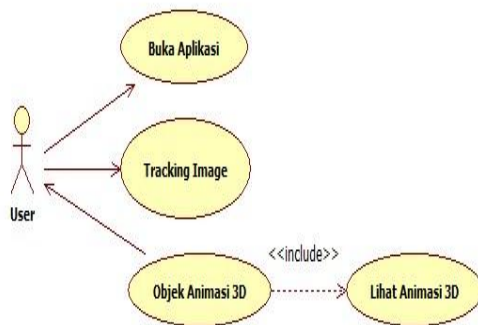 Buka Aplikasi
Tracking Image
User
<<include>>
Objek Animasi 3D
Lihat Animasi 3D